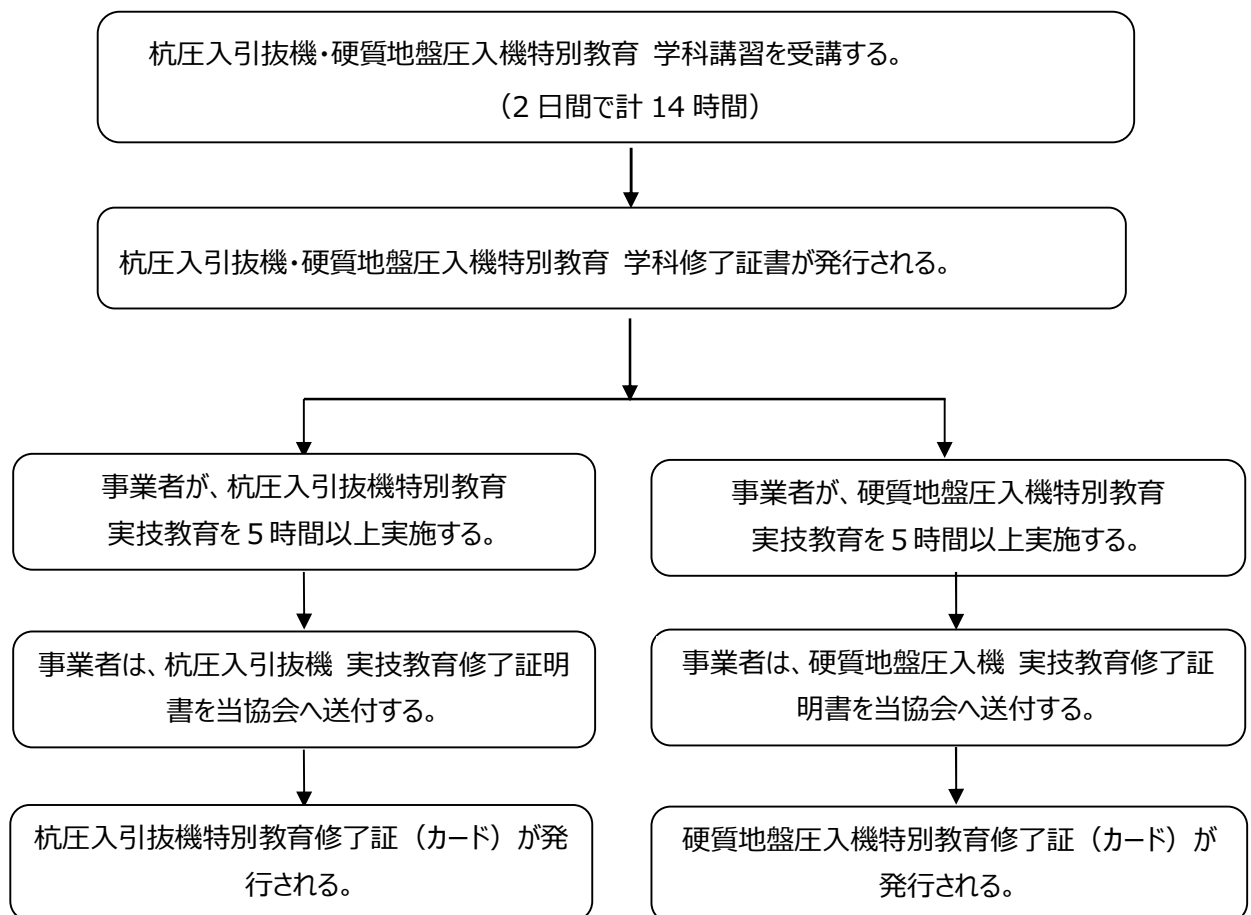 杭圧入引抜機・硬質地盤圧入機特別教育 学科講習を受講する。
（2 日間で計 14 時間）
杭圧入引抜機・硬質地盤圧入機特別教育 学科修了証書が発行される。
事業者が、杭圧入引抜機特別教育
実技教育を５時間以上実施する。
事業者は、杭圧入引抜機 実技教育修了証明
書を当協会へ送付する。
杭圧入引抜機特別教育修了証（カード）が発
行される。
事業者が、硬質地盤圧入機特別教育
実技教育を５時間以上実施する。
事業者は、硬質地盤圧入機 実技教育修了証
明書を当協会へ送付する。
硬質地盤圧入機特別教育修了証（カード）が
発行される。